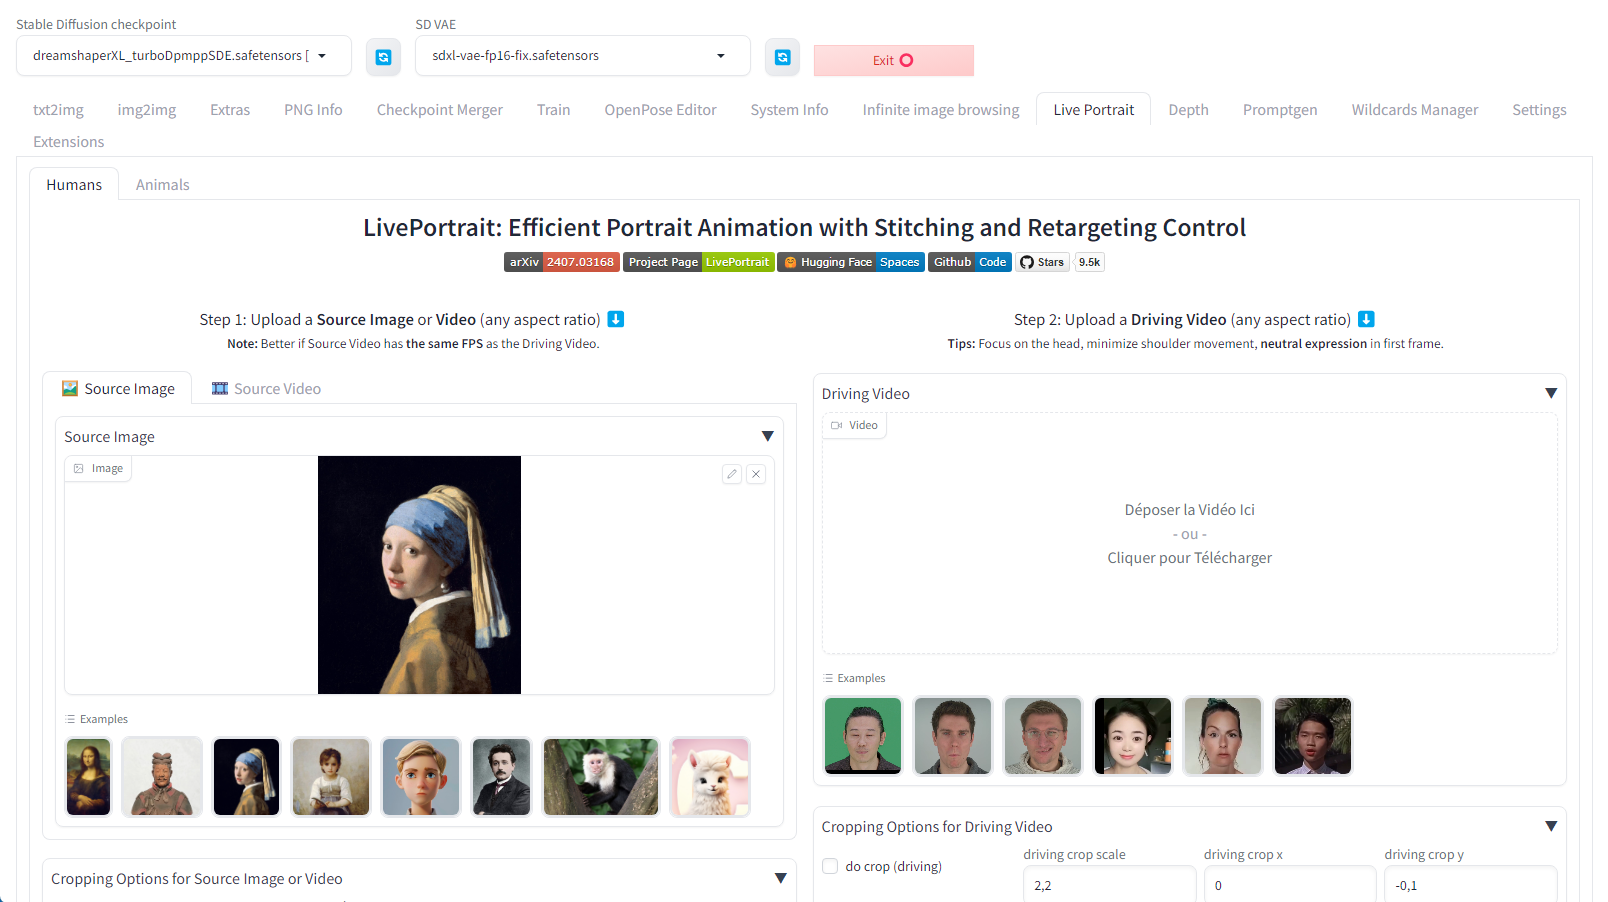 Stable Diffusion checkpoint
SD VAE
dreamshaperXL_turboDpmppSDE.safetensors [
sdxl-vae-fp16-fix.safetensors
Exit
txt2img img2img Extras PNG Info Checkpoint Merger Train OpenPose Editor System Info Infinite image browsing Live Portrait Depth Promptgen Wildcards Manager Settings
Extensions
Humans Animals
LivePortrait: Efficient Portrait Animation with Stitching and Retargeting Control
arXiv 2407.03168 Project Page LivePortrait Hugging Face Spaces Github Code Stars 9.5k
Step 1: Upload a Source Image or Video (any aspect ratio)
Note: Better if Source Video has the same FPS as the Driving Video.
Source Image Source Video
Source Image
Image
Examples
Cropping Options for Source Image or Video
Step 2: Upload a Driving Video (any aspect ratio)
Tips: Focus on the head, minimize shoulder movement, neutral expression in first frame.
Driving Video
Video
Déposer la Vidéo Ici
- ou -
Cliquer pour Télécharger
Examples
Cropping Options for Driving Video
do crop (driving)
driving crop scale driving crop x driving crop y
2,2 0 -0,1